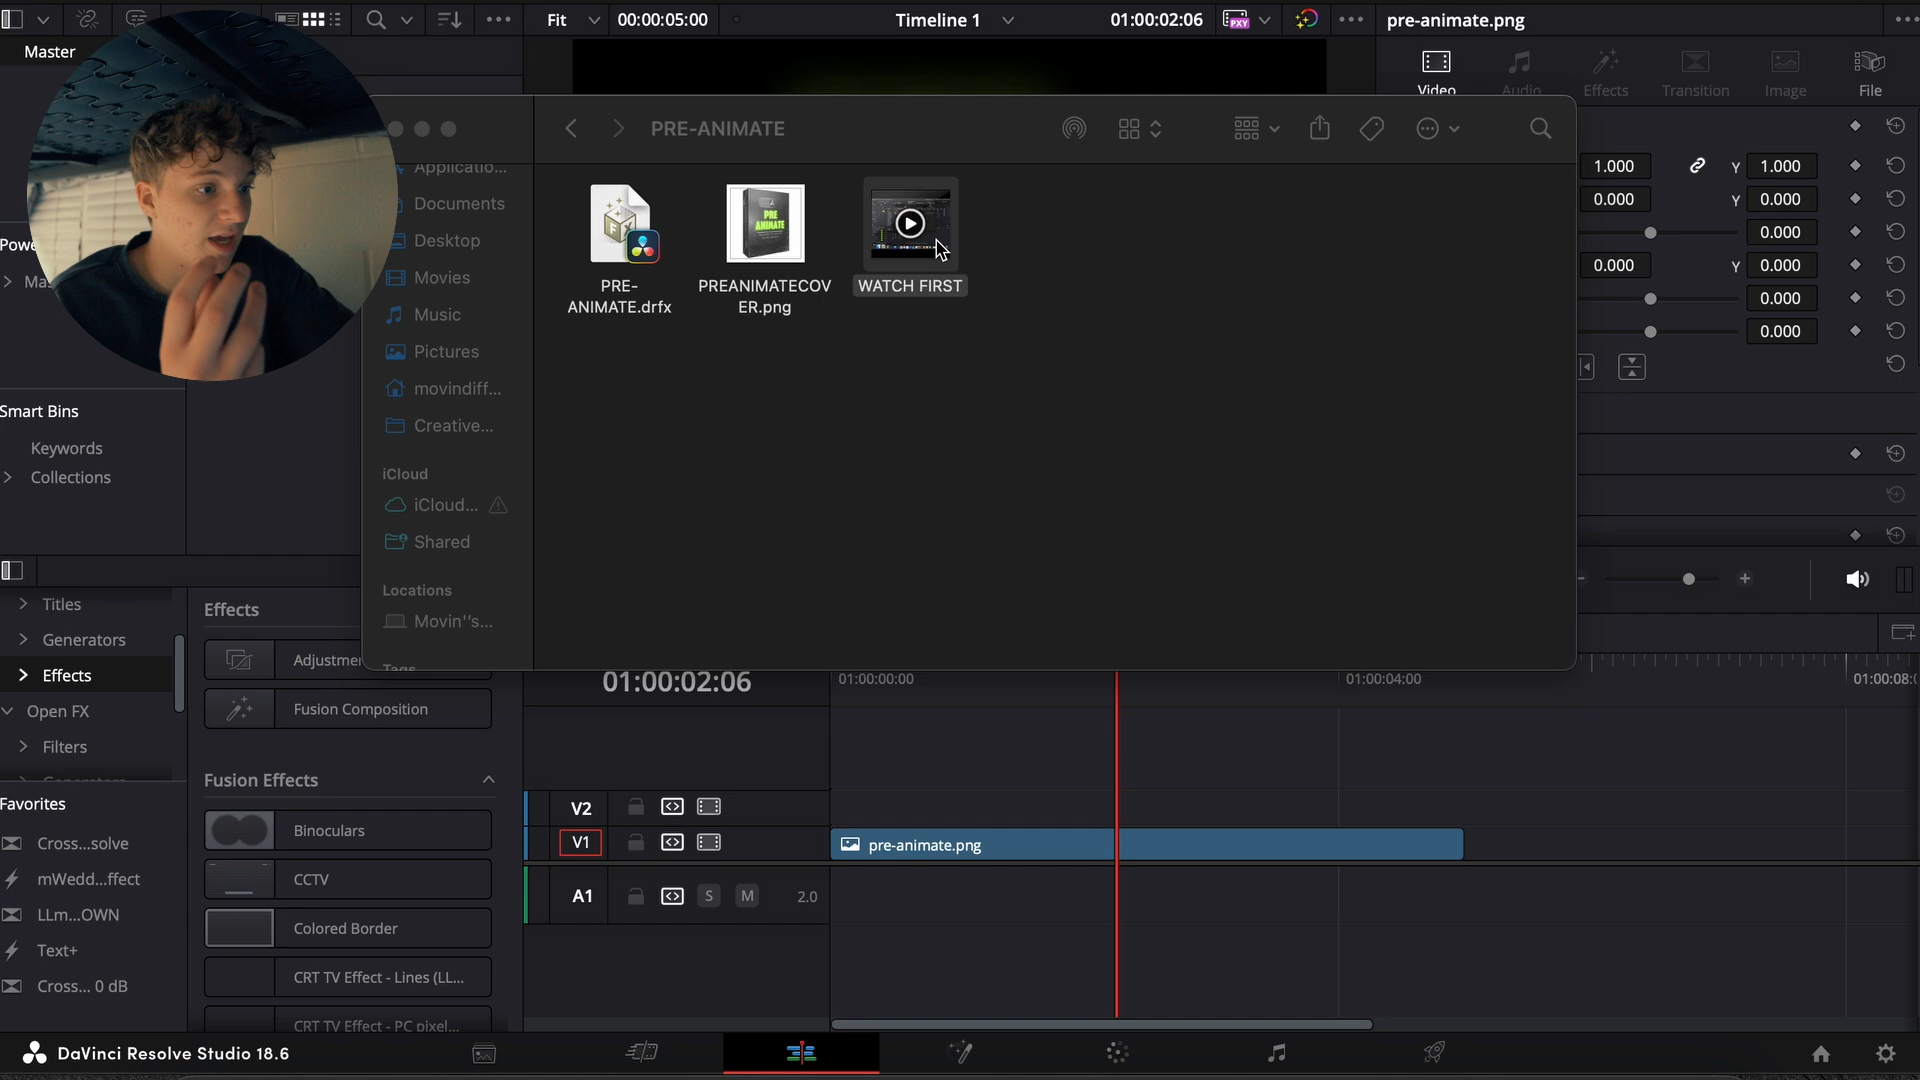 Fit
00:00:05:00
Timeline 1
01:00:02:06
PXY
pre-animate.png
Master
Video
Audio
Effects
Transition
Image
File
PRE-ANIMATE
Applicatio...
Documents
Desktop
Movies
Music
Pictures
movindiff...
Creative...
iCloud
iCloud...
Shared
Locations
Movin''s...
Tags
PRE-
ANIMATE.drfx
PRE
ANIMATE
PREANIMATECOV
ER.png
WATCH FIRST
1.000
Y
1.000
0.000
Y
0.000
0.000
0.000
Y
0.000
0.000
0.000
Smart Bins
Keywords
Collections
Titles
Generators
Effects
Open FX
Filters
Favorites
Cross...solve
mWedd...ffect
LLm...OWN
Text+
Cross... 0 dB
Effects
Fusion Composition
Fusion Effects
Binoculars
CCTV
Colored Border
CRT TV Effect - Lines (LL...
CRT TV Effect - PC pixel...
01:00:02:06
01:00:00:00
01:00:04:00
V2
V1
pre-animate.png
A1
S
M
2.0
DaVinci Resolve Studio 18.6